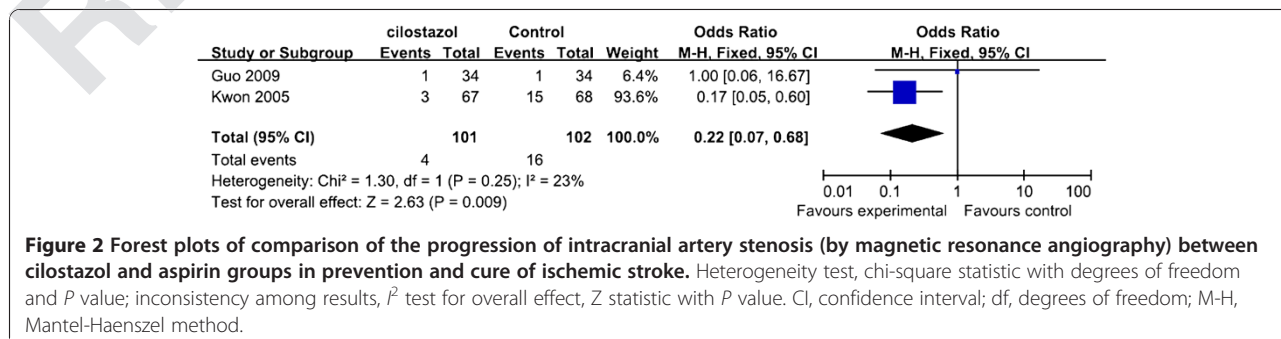 R
cilostazol Control Odds Ratio Odds Ratio
Study or Subgroup Events Total Events Total Weight M-H, Fixed, 95% CI M-H, Fixed, 95% CI
Guo 2009 1 34 1 34 6.4% 1.00 [0.06, 16.67]
Kwon 2005 3 67 15 68 93.6% 0.17 [0.05, 0.60]
Total (95% CI) 101 102 100.0% 0.22 [0.07, 0.68]
Total events 4 16
Heterogeneity: Chi² = 1.30, df = 1 (P = 0.25); I² = 23%
Test for overall effect: Z = 2.63 (P = 0.009)
0.01 0.1 1 10 100
Favours experimental Favours control
Figure 2 Forest plots of comparison of the progression of intracranial artery stenosis (by magnetic resonance angiography) between
cilostazol and aspirin groups in prevention and cure of ischemic stroke. Heterogeneity test, chi-square statistic with degrees of freedom
and P value; inconsistency among results, I² test for overall effect, Z statistic with P value. CI, confidence interval; df, degrees of freedom; M-H,
Mantel-Haenszel method.